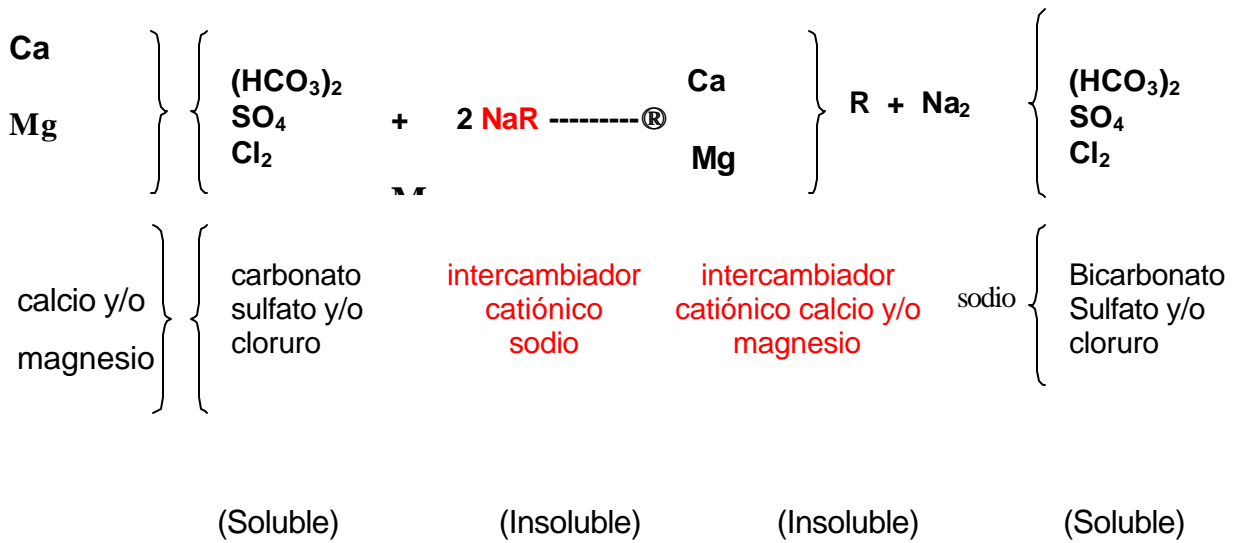 Ca
Mg
(HCO₃)₂
SO₄
Cl₂
+ 2 NaR ---------®
Ca
Mg
R + Na₂
(HCO₃)₂
SO₄
Cl₂
calcio y/o
magnesio
carbonato
sulfato y/o
cloruro
intercambiador
catiónico
sodio
intercambiador
catiónico calcio y/o
magnesio
sodio
Bicarbonato
Sulfato y/o
cloruro
(Soluble) (Insoluble) (Insoluble) (Soluble)